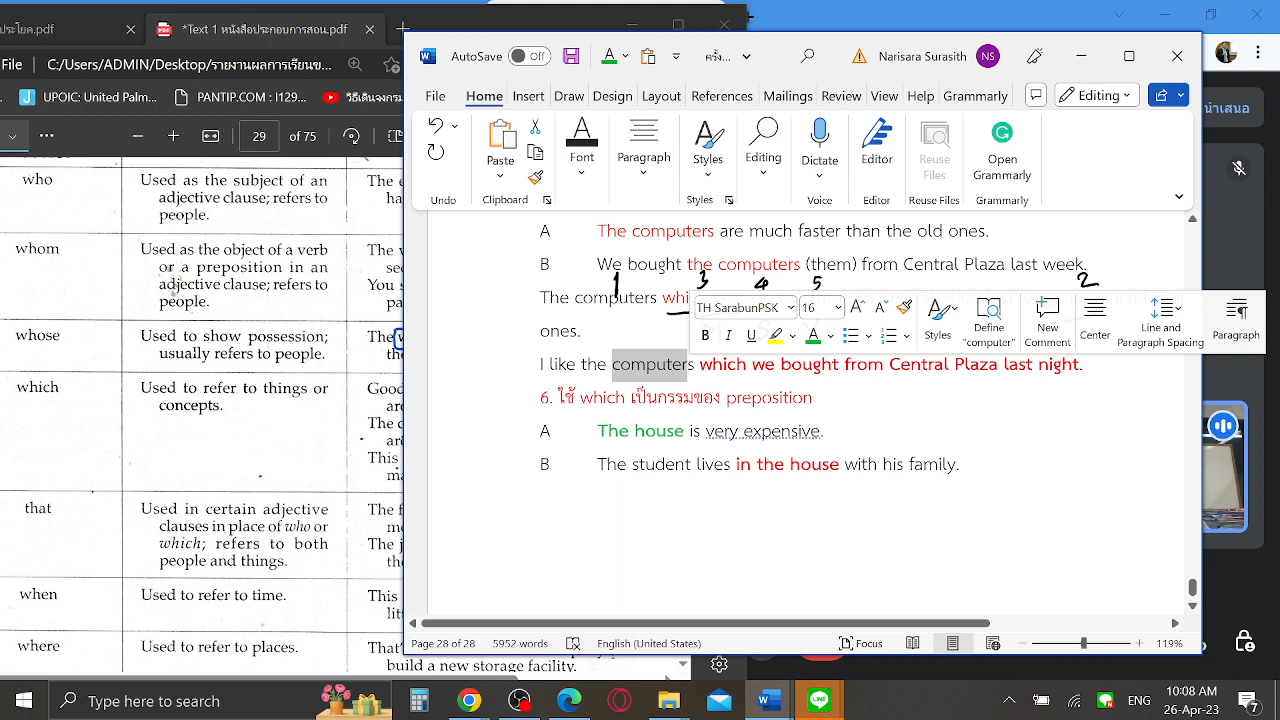 ประโยค.pdf
*Text 1 หนังสือประกอบการสอน.pdf
File C:/Users/ADMIN/Desktop/
UPOIC: United Palm...
PANTIP.COM : I129...
29 of 75
who Used as the subject of an adjective clause; refers to people.
whom Used as the object of a verb or a preposition in an adjective clause; refers to people.
whose Used to show possession; usually refers to people.
which Used to refer to things or concepts.
that Used in certain adjective clauses in place of who or which; refers to both people and things.
when Used to refer to time.
where Used to refer to places.
build a new storage facility.
AutoSave Off ครั้ง... Narisara Surasith NS
File Home Insert Draw Design Layout References Mailings Review View Help Grammarly Editing
Paste Font Paragraph Styles Editing Dictate Editor Reuse Files Open Grammarly
Undo Clipboard Styles Voice Editor Reuse Files Grammarly
A The computers are much faster than the old ones.
B We bought the computers (them) from Central Plaza last week.
1 3 4 5 2
The computers whi
TH SarabunPSK 16
B I U Styles Define "computer" New Comment Center Line and Paragraph Spacing Paragraph
ones.
I like the computers which we bought from Central Plaza last night.
6. ใช้ which เป็นกรรมของ preposition
A The house is very expensive.
B The student lives in the house with his family.
Page 28 of 28 5952 words English (United States) Focus 119%
นำเสนอ
Type here to search
ENG
10:08 AM
26-Apr-23
7